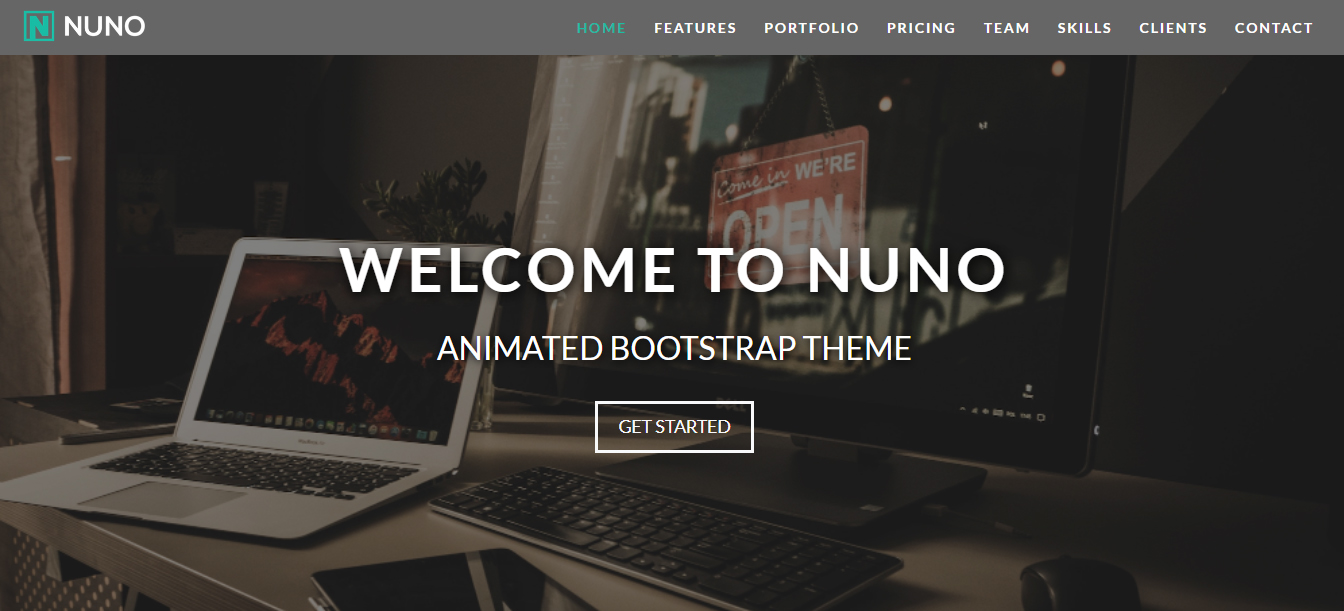 NUNO
HOME FEATURES PORTFOLIO PRICING TEAM SKILLS CLIENTS CONTACT
come in WE'RE
OPEN
WELCOME TO NUNO
ANIMATED BOOTSTRAP THEME
DELL
GET STARTED